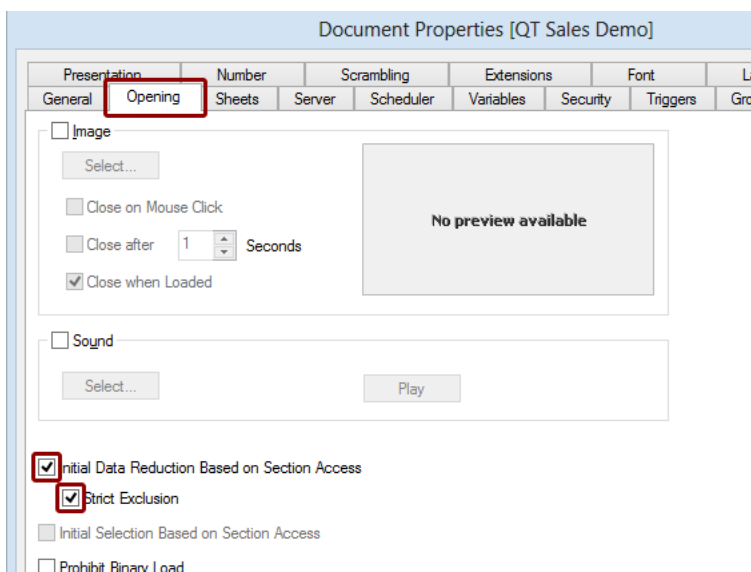 Document Properties [QT Sales Demo]
Presentation Number Scrambling Extensions Font
General Opening Sheets Server Scheduler Variables Security Triggers
Image
Select...
Close on Mouse Click
No preview available
Close after 1 Seconds
Close when Loaded
Sound
Select... Play
Initial Data Reduction Based on Section Access
Strict Exclusion
Initial Selection Based on Section Access
Prohibit Binary Load